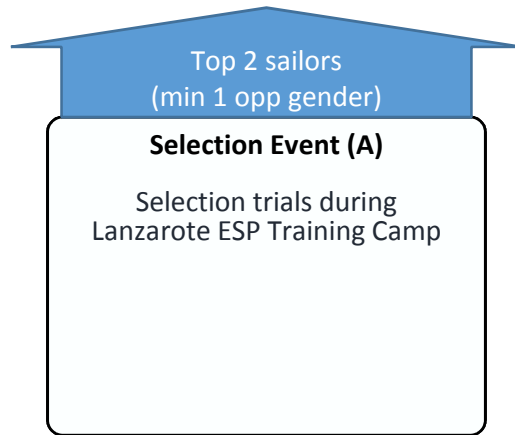 Top 2 sailors
(min 1 opp gender)
Selection Event (A)
Selection trials during
Lanzarote ESP Training Camp